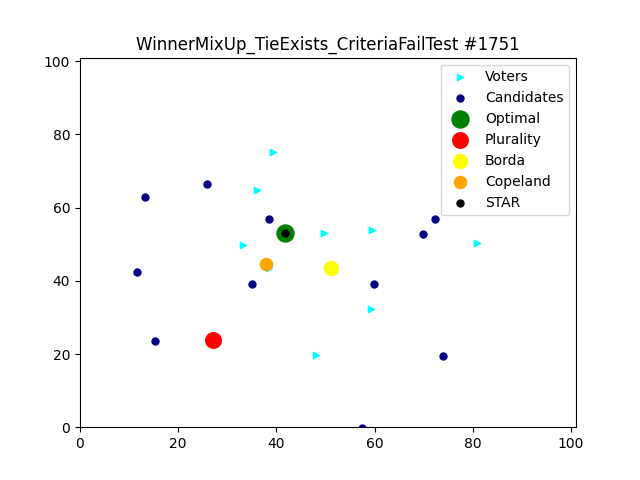 WinnerMixUp_TieExists_CriteriaFailTest #1751
100
80
60
40
20
0
0 20 40 60 80 100
Voters
Candidates
Optimal
Plurality
Borda
Copeland
STAR